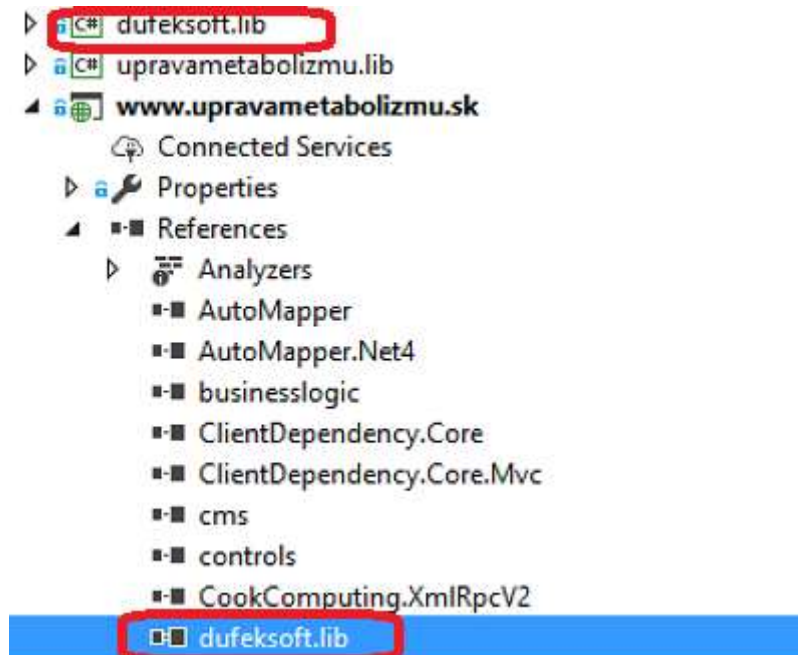 dufeksoft.lib
upravametabolizmu.lib
www.upravametabolizmu.sk
Connected Services
Properties
References
Analyzers
AutoMapper
AutoMapper.Net4
businesslogic
ClientDependency.Core
ClientDependency.Core.Mvc
cms
controls
CookComputing.XmlRpcV2
dufeksoft.lib